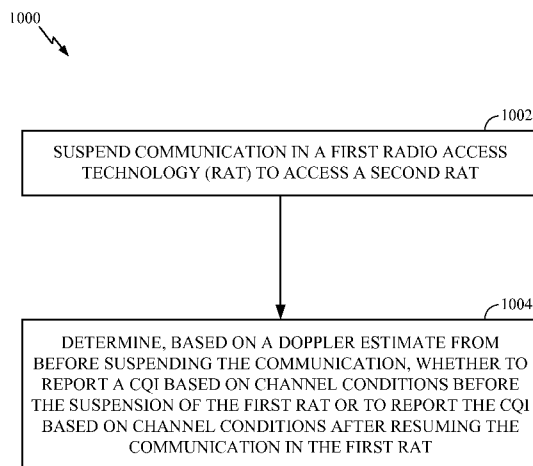 1000
1002
SUSPEND COMMUNICATION IN A FIRST RADIO ACCESS
TECHNOLOGY (RAT) TO ACCESS A SECOND RAT
1004
DETERMINE, BASED ON A DOPPLER ESTIMATE FROM
BEFORE SUSPENDING THE COMMUNICATION, WHETHER TO
REPORT A CQI BASED ON CHANNEL CONDITIONS BEFORE
THE SUSPENSION OF THE FIRST RAT OR TO REPORT THE CQI
BASED ON CHANNEL CONDITIONS AFTER RESUMING THE
COMMUNICATION IN THE FIRST RAT